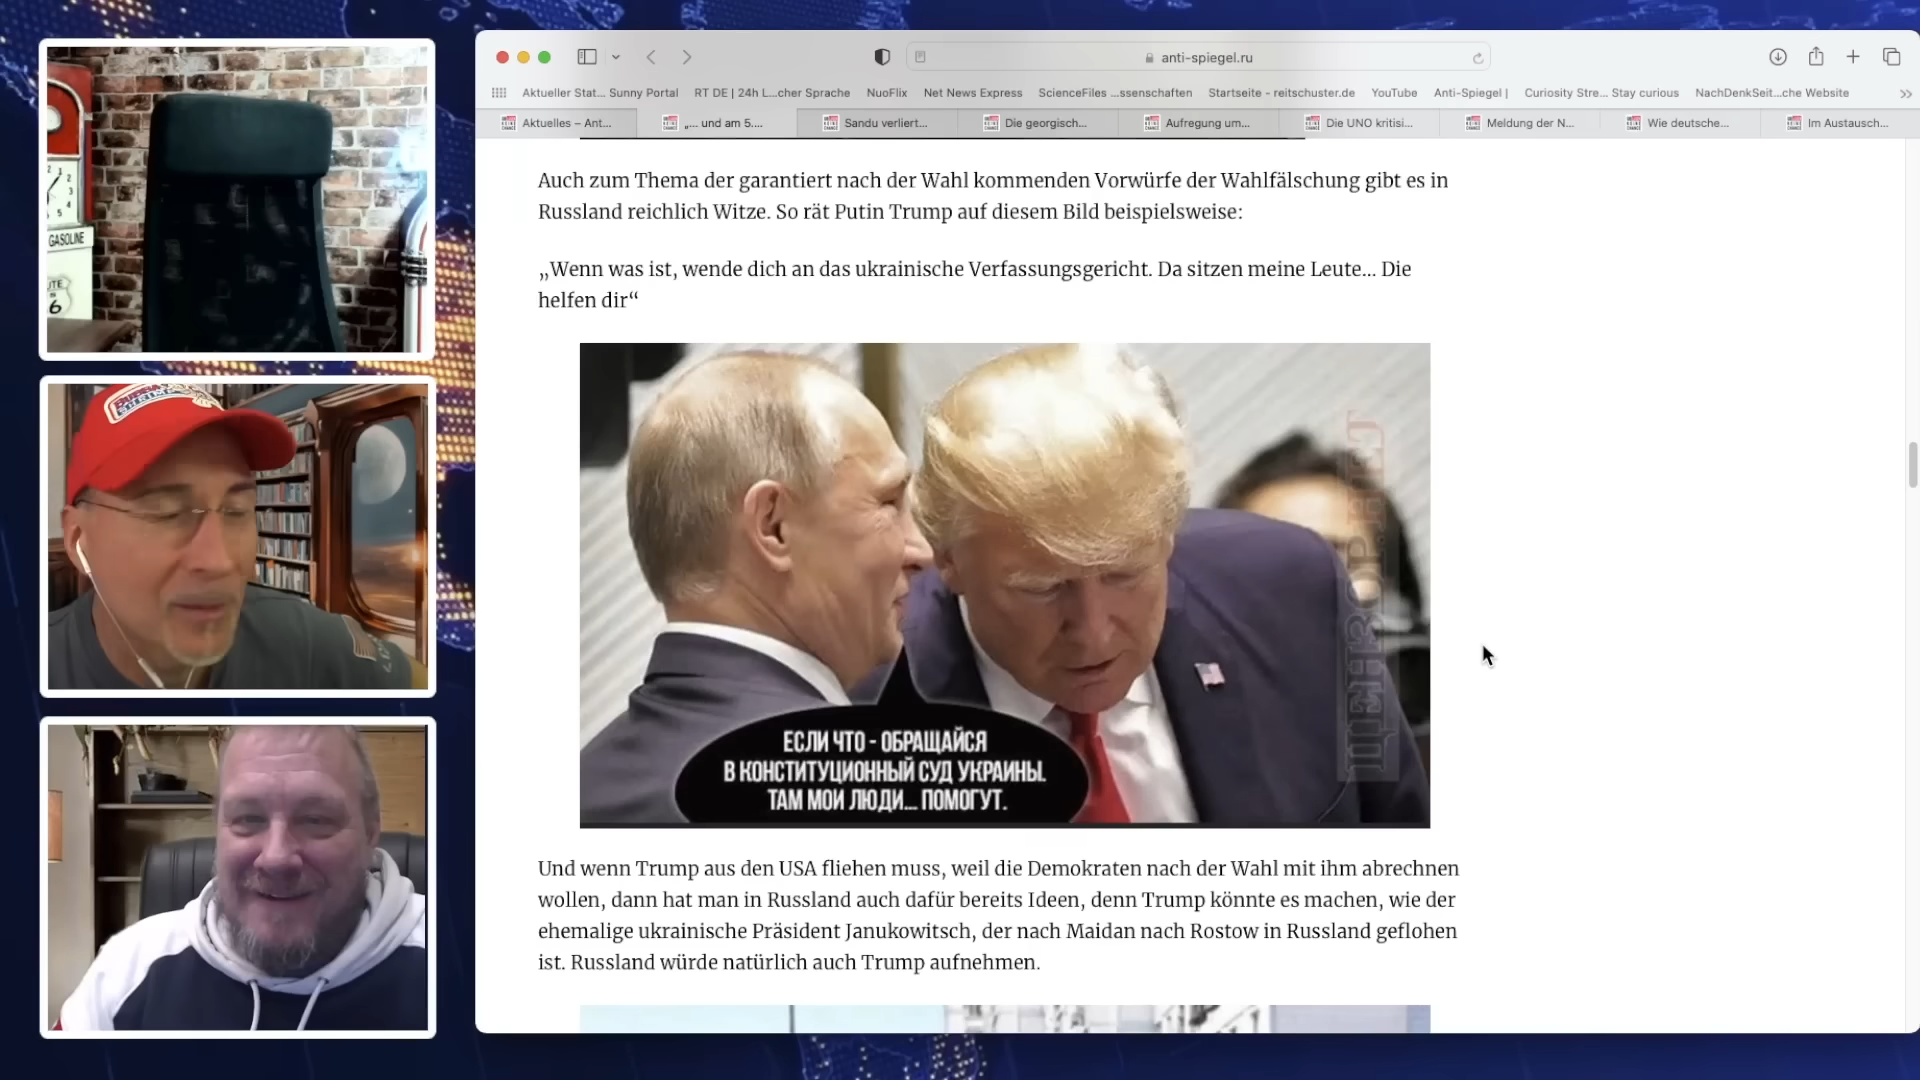 anti-spiegel.ru
Aktueller Stat... Sunny Portal
RT DE | 24h L...cher Sprache
NuoFlix
Net News Express
ScienceFiles ...ssenschaften
Startseite - reitschuster.de
YouTube
Anti-Spiegel |
Curiosity Stre... Stay curious
NachDenkSeit...che Website
Aktuelles – Ant...
„... und am 5....
Sandu verliert...
Die georgisch...
Aufregung um...
Die UNO kritisi...
Meldung der N...
Wie deutsche...
Im Austausch...
Auch zum Thema der garantiert nach der Wahl kommenden Vorwürfe der Wahlfälschung gibt es in
Russland reichlich Witze. So rät Putin Trump auf diesem Bild beispielsweise:
„Wenn was ist, wende dich an das ukrainische Verfassungsgericht. Da sitzen meine Leute... Die
helfen dir“
ЕСЛИ ЧТО - ОБРАЩАЙСЯ
В КОНСТИТУЦИОННЫЙ СУД УКРАИНЫ.
ТАМ МОИ ЛЮДИ... ПОМОГУТ.
ЦЕНЗОР.НЕТ
Und wenn Trump aus den USA fliehen muss, weil die Demokraten nach der Wahl mit ihm abrechnen
wollen, dann hat man in Russland auch dafür bereits Ideen, denn Trump könnte es machen, wie der
ehemalige ukrainische Präsident Janukowitsch, der nach Maidan nach Rostow in Russland geflohen
ist. Russland würde natürlich auch Trump aufnehmen.
GASOLINE
6